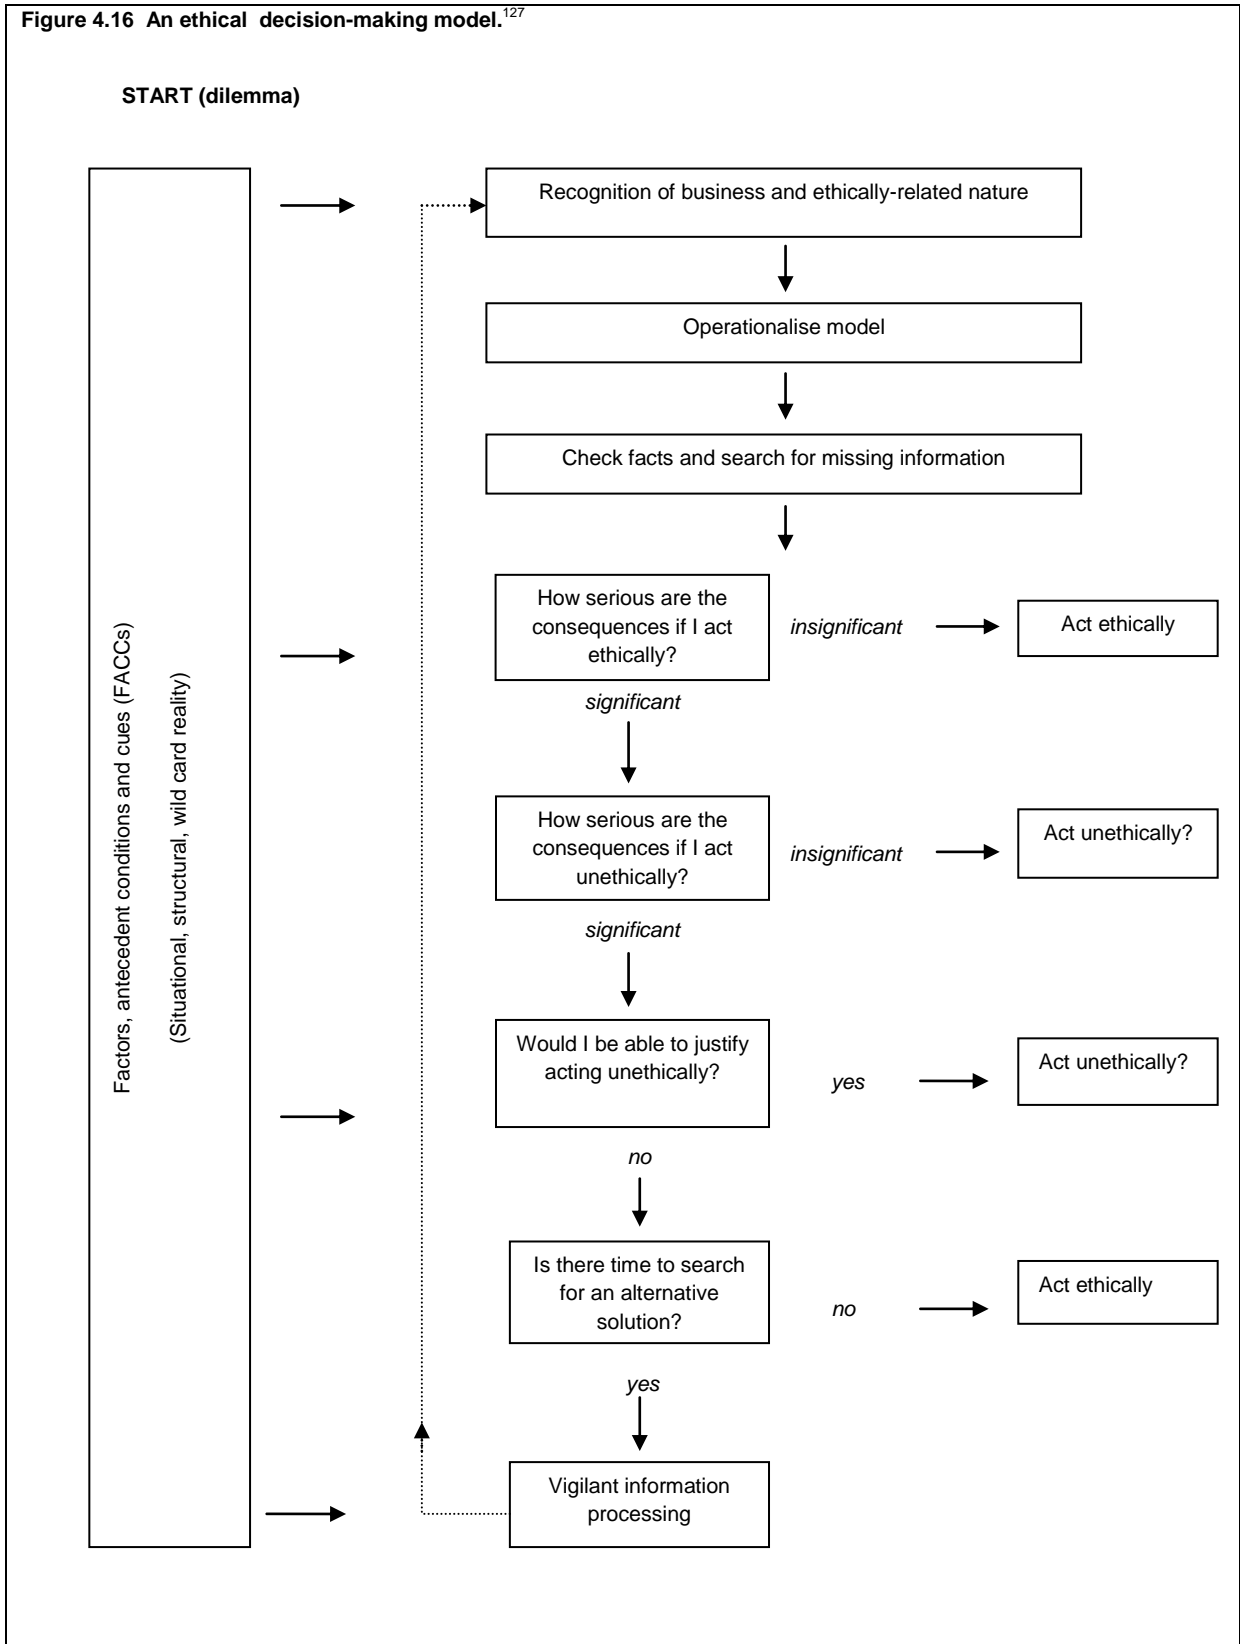 Figure 4.16 An ethical decision-making model.127
START (dilemma)
Factors, antecedent conditions and cues (FACCs)
(Situational, structural, wild card reality)
Recognition of business and ethically-related nature
Operationalise model
Check facts and search for missing information
How serious are the
consequences if I act
ethically?
insignificant
Act ethically
significant
How serious are the
consequences if I act
unethically?
insignificant
Act unethically?
significant
Would I be able to justify
acting unethically?
yes
Act unethically?
no
Is there time to search
for an alternative
solution?
no
Act ethically
yes
Vigilant information
processing